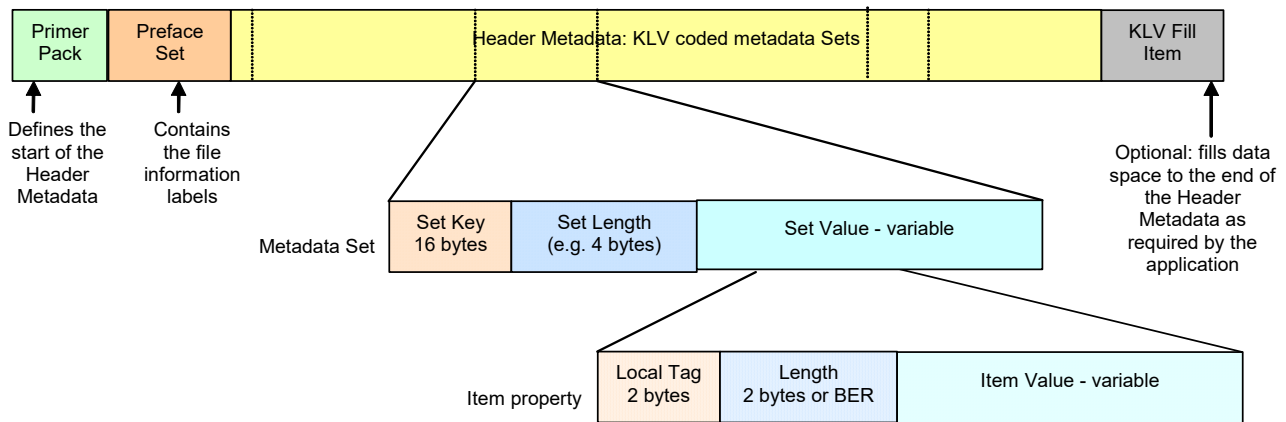 Primer
Pack
Preface
Set
Header Metadata: KLV coded metadata Sets
KLV Fill
Item
Defines the
start of the
Header
Metadata
Contains
the file
information
labels
Optional: fills data
space to the end of
the Header
Metadata as
required by the
application
Metadata Set
Set Key
16 bytes
Set Length
(e.g. 4 bytes)
Set Value - variable
Item property
Local Tag
2 bytes
Length
2 bytes or BER
Item Value - variable